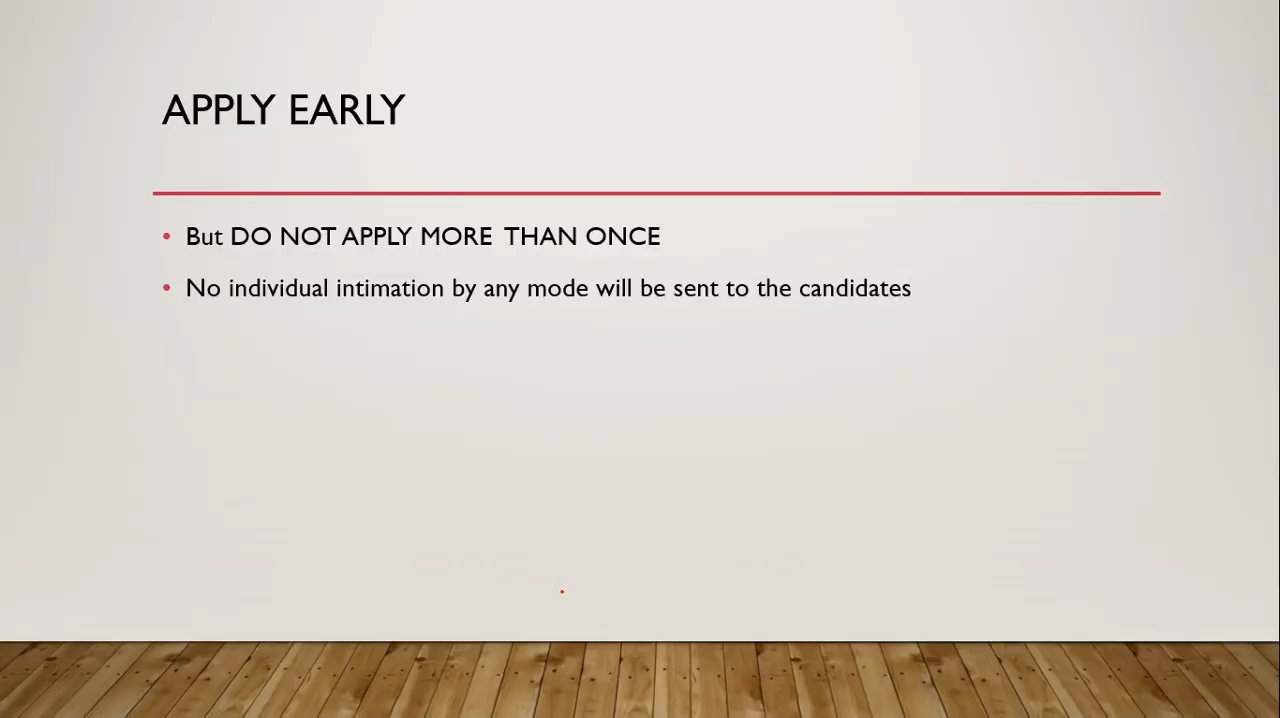 APPLY EARLY
• But DO NOT APPLY MORE THAN ONCE
• No individual intimation by any mode will be sent to the candidates